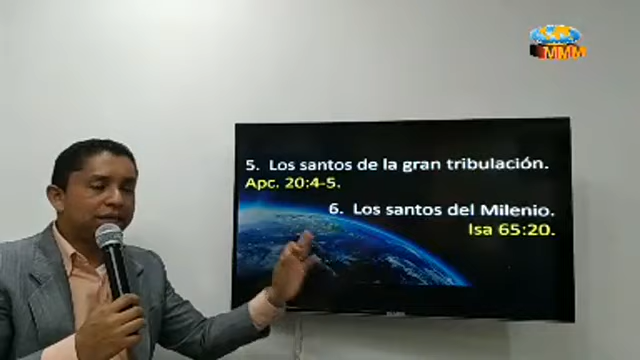 MMM
5. Los santos de la gran tribulación.
Apc. 20:4-5.
6. Los santos del Milenio.
Isa 65:20.